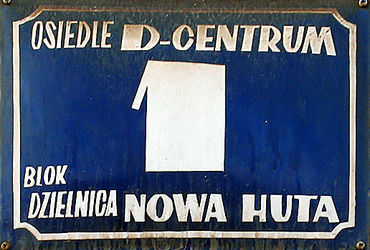 OSIEDLE D-CENTRUM
1
BLOK
DZIELNICA NOWA HUTA